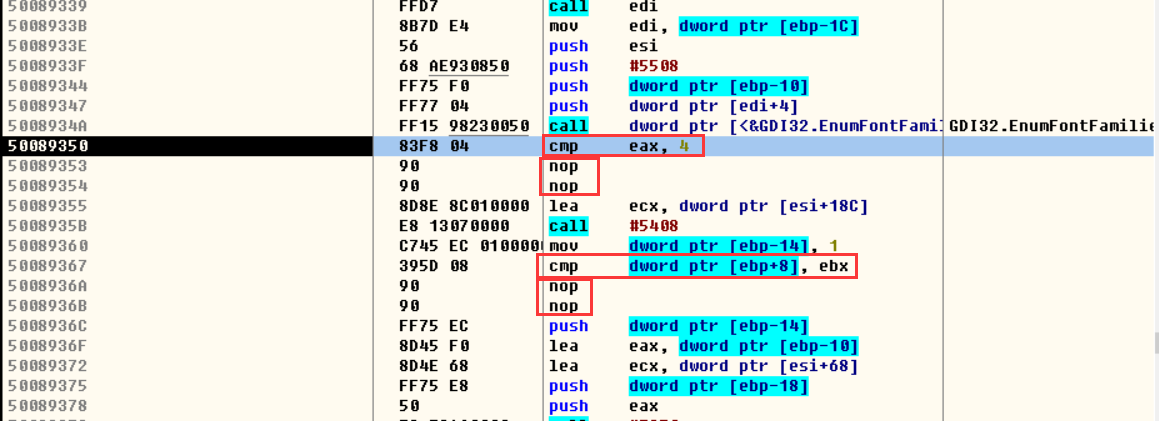 50089339 FFD7 call edi
5008933B 8B7D E4 mov edi, dword ptr [ebp-1C]
5008933E 56 push esi
5008933F 68 AE930850 push #5508
50089344 FF75 F0 push dword ptr [ebp-10]
50089347 FF77 04 push dword ptr [edi+4]
5008934A FF15 98230050 call dword ptr [<&GDI32.EnumFontFami GDI32.EnumFontFamilie
50089350 83F8 04 cmp eax, 4
50089353 90 nop
50089354 90 nop
50089355 8D8E 8C010000 lea ecx, dword ptr [esi+18C]
5008935B E8 13070000 call #5408
50089360 C745 EC 0100000 mov dword ptr [ebp-14], 1
50089367 395D 08 cmp dword ptr [ebp+8], ebx
5008936A 90 nop
5008936B 90 nop
5008936C FF75 EC push dword ptr [ebp-14]
5008936F 8D45 F0 lea eax, dword ptr [ebp-10]
50089372 8D4E 68 lea ecx, dword ptr [esi+68]
50089375 FF75 E8 push dword ptr [ebp-18]
50089378 50 push eax